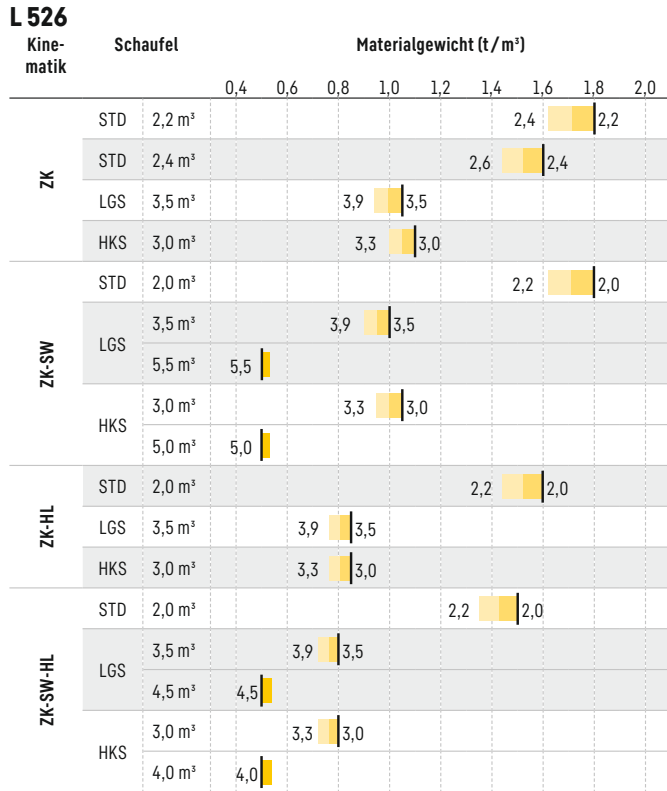 L 526
Kine-
matik
Schaufel
Materialgewicht (t / m³)
0,4 0,6 0,8 1,0 1,2 1,4 1,6 1,8 2,0
ZK
STD 2,2 m³ 2,4 2,2
STD 2,4 m³ 2,6 2,4
LGS 3,5 m³ 3,9 3,5
HKS 3,0 m³ 3,3 3,0
ZK-SW
STD 2,0 m³ 2,2 2,0
LGS
3,5 m³ 3,9 3,5
5,5 m³ 5,5
HKS
3,0 m³ 3,3 3,0
5,0 m³ 5,0
ZK-HL
STD 2,0 m³ 2,2 2,0
LGS 3,5 m³ 3,9 3,5
HKS 3,0 m³ 3,3 3,0
ZK-SW-HL
STD 2,0 m³ 2,2 2,0
LGS
3,5 m³ 3,9 3,5
4,5 m³ 4,5
HKS
3,0 m³ 3,3 3,0
4,0 m³ 4,0